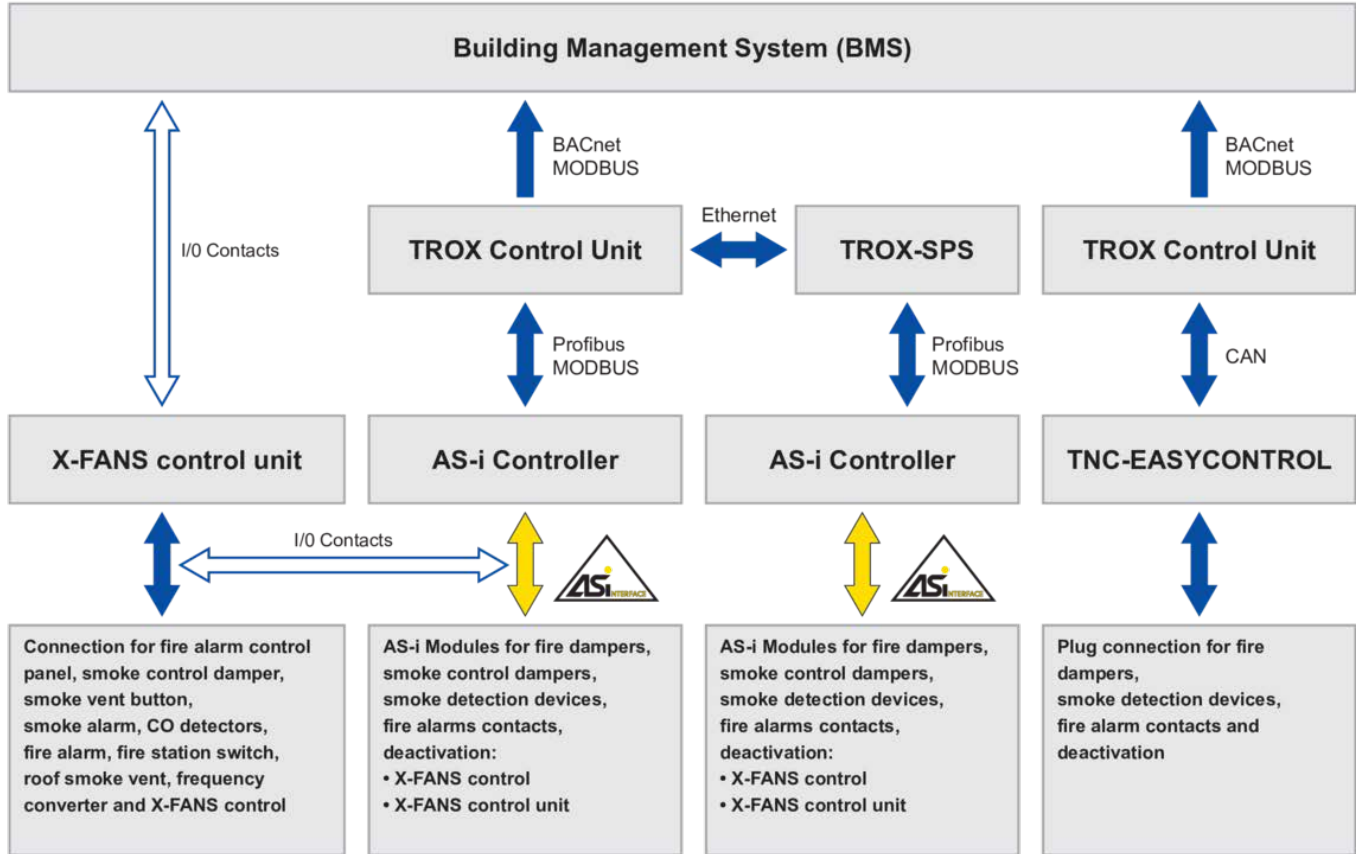 Building Management System (BMS)
BACnet
MODBUS
BACnet
MODBUS
I/0 Contacts
Ethernet
TROX Control Unit
TROX-SPS
TROX Control Unit
Profibus
MODBUS
Profibus
MODBUS
CAN
X-FANS control unit
AS-i Controller
AS-i Controller
TNC-EASYCONTROL
I/0 Contacts
ASi INTERFACE
ASi INTERFACE
Connection for fire alarm control
panel, smoke control damper,
smoke vent button,
smoke alarm, CO detectors,
fire alarm, fire station switch,
roof smoke vent, frequency
converter and X-FANS control
AS-i Modules for fire dampers,
smoke control dampers,
smoke detection devices,
fire alarms contacts,
deactivation:
• X-FANS control
• X-FANS control unit
AS-i Modules for fire dampers,
smoke control dampers,
smoke detection devices,
fire alarms contacts,
deactivation:
• X-FANS control
• X-FANS control unit
Plug connection for fire
dampers,
smoke detection devices,
fire alarm contacts and
deactivation